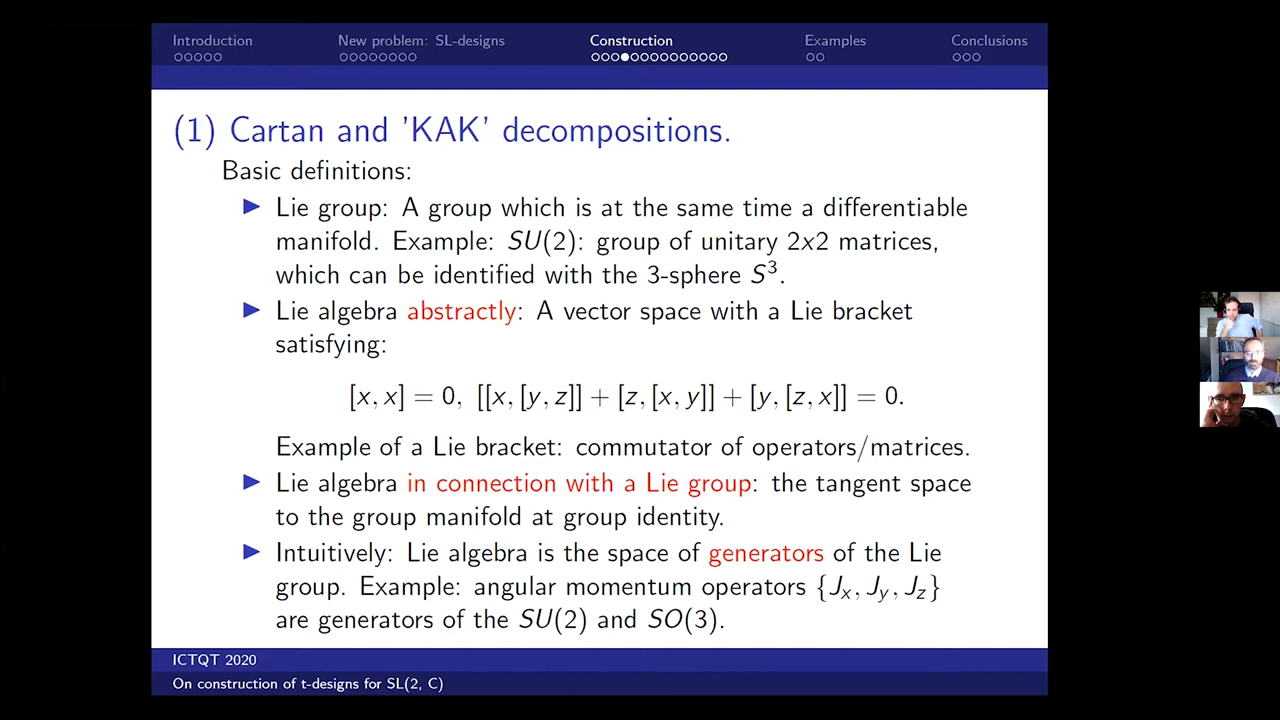 Introduction New problem: SL-designs Construction Examples Conclusions
(1) Cartan and 'KAK' decompositions.
Basic definitions:
Lie group: A group which is at the same time a differentiable
manifold. Example: SU(2): group of unitary 2x2 matrices,
which can be identified with the 3-sphere S³.
Lie algebra abstractly: A vector space with a Lie bracket
satisfying:
[x, x] = 0, [[x, [y, z]] + [z, [x, y]] + [y, [z, x]] = 0.
Example of a Lie bracket: commutator of operators/matrices.
Lie algebra in connection with a Lie group: the tangent space
to the group manifold at group identity.
Intuitively: Lie algebra is the space of generators of the Lie
group. Example: angular momentum operators {Jx, Jy, Jz}
are generators of the SU(2) and SO(3).
ICTQT 2020
On construction of t-designs for SL(2, C)